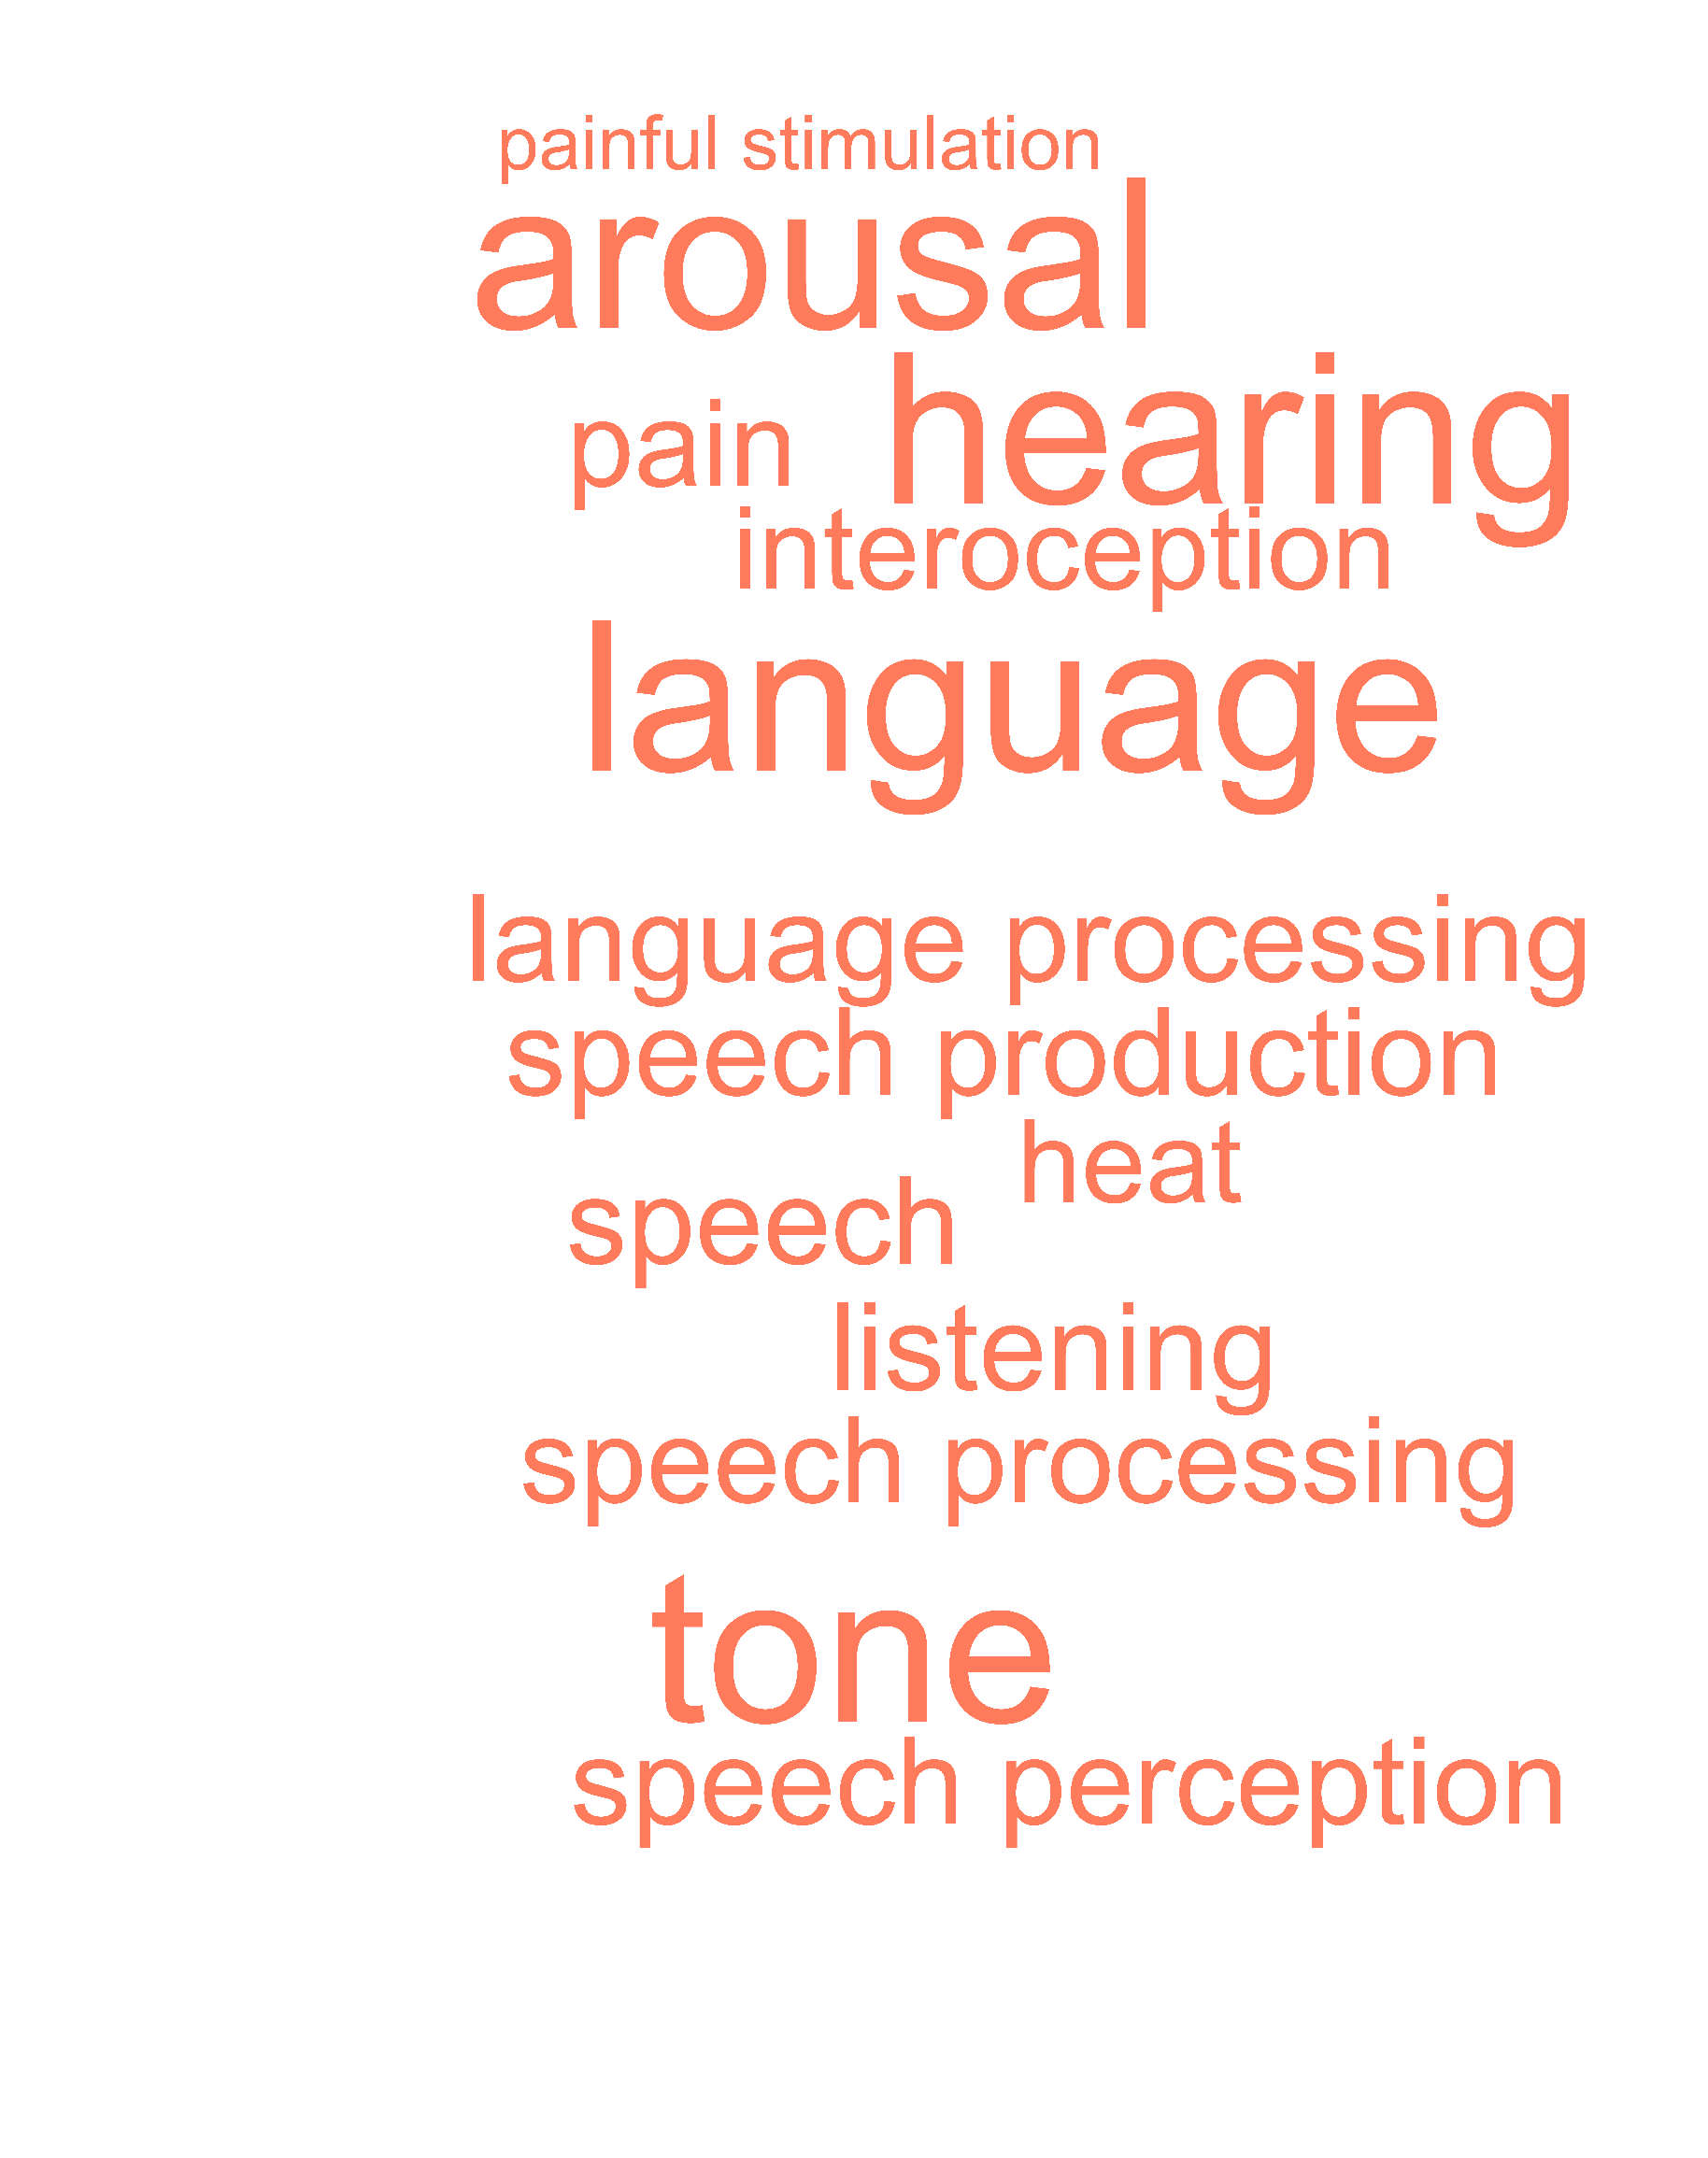 painful stimulation
arousal
hearing
pain
interoception
language
language processing
speech production
heat
speech
listening
speech processing
tone
speech perception